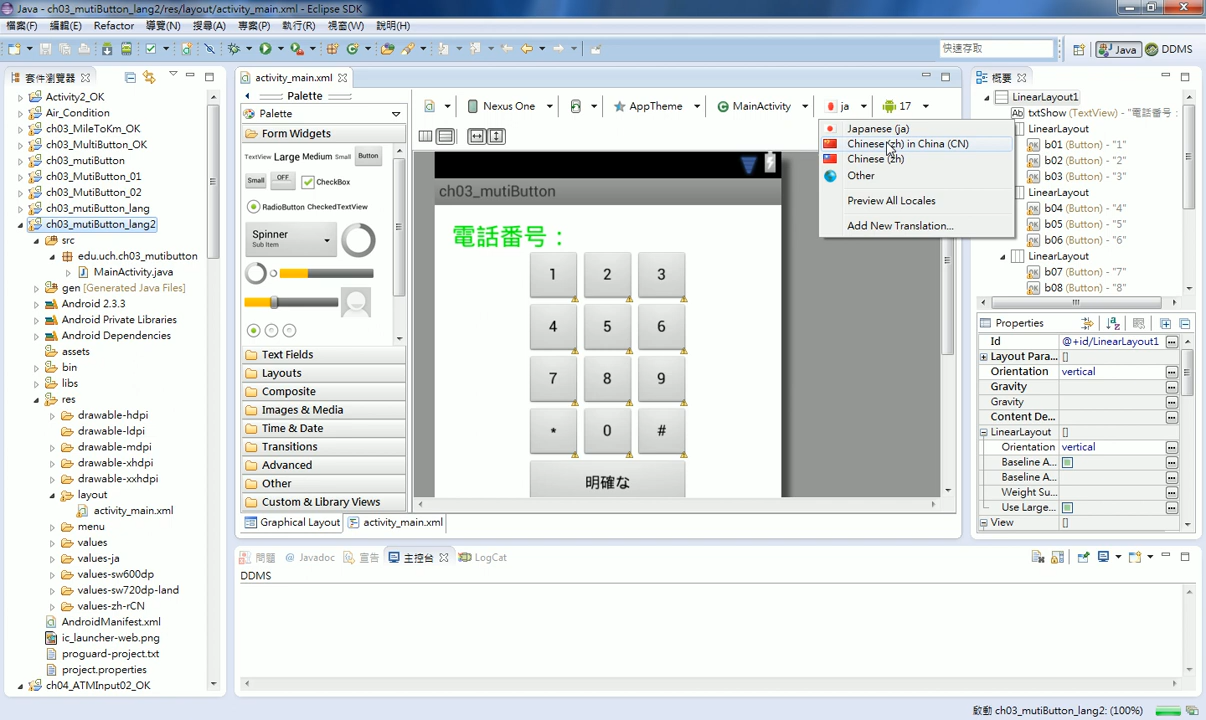 Java - ch03_mutiButton_lang2/res/layout/activity_main.xml - Eclipse SDK
檔案(F) 編輯(E) Refactor 導覽(N) 搜尋(A) 專案(P) 執行(R) 視窗(W) 說明(H)
快速存取
Java
DDMS
套件瀏覽器
Activity2_OK
Air_Condition
ch03_MileToKm_OK
ch03_MultiButton_OK
ch03_mutiButton
ch03_mutiButton_01
ch03_mutiButton_02
ch03_mutiButton_lang
ch03_mutiButton_lang2
src
edu.uch.ch03_mutibutton
MainActivity.java
gen [Generated Java Files]
Android 2.3.3
Android Private Libraries
Android Dependencies
assets
bin
libs
res
drawable-hdpi
drawable-ldpi
drawable-mdpi
drawable-xhdpi
drawable-xxhdpi
layout
activity_main.xml
menu
values
values-ja
values-sw600dp
values-sw720dp-land
values-zh-rCN
AndroidManifest.xml
ic_launcher-web.png
proguard-project.txt
project.properties
ch04_ATMInput02_OK
activity_main.xml
Palette
Palette
Form Widgets
TextView Large Medium Small Button
Small OFF CheckBox
RadioButton CheckedTextView
Spinner
Sub Item
Text Fields
Layouts
Composite
Images & Media
Time & Date
Transitions
Advanced
Other
Custom & Library Views
Graphical Layout activity_main.xml
Nexus One AppTheme MainActivity ja 17
Japanese (ja)
Chinese (zh) in China (CN)
Chinese (zh)
Other
Preview All Locales
Add New Translation...
ch03_mutiButton
電話番号：
1 2 3
4 5 6
7 8 9
* 0 #
明確な
概要
LinearLayout1
txtShow (TextView) - "電話番号：
LinearLayout
b01 (Button) - "1"
b02 (Button) - "2"
b03 (Button) - "3"
LinearLayout
b04 (Button) - "4"
b05 (Button) - "5"
b06 (Button) - "6"
LinearLayout
b07 (Button) - "7"
b08 (Button) - "8"
Properties
Id @+id/LinearLayout1
Layout Para... []
Orientation vertical
Gravity
Gravity
Content De...
LinearLayout []
Orientation vertical
Baseline A...
Baseline A...
Weight Su...
Use Large...
View []
問題 @ Javadoc 宣告 主控台 LogCat
DDMS
啟動 ch03_mutiButton_lang2: (100%)